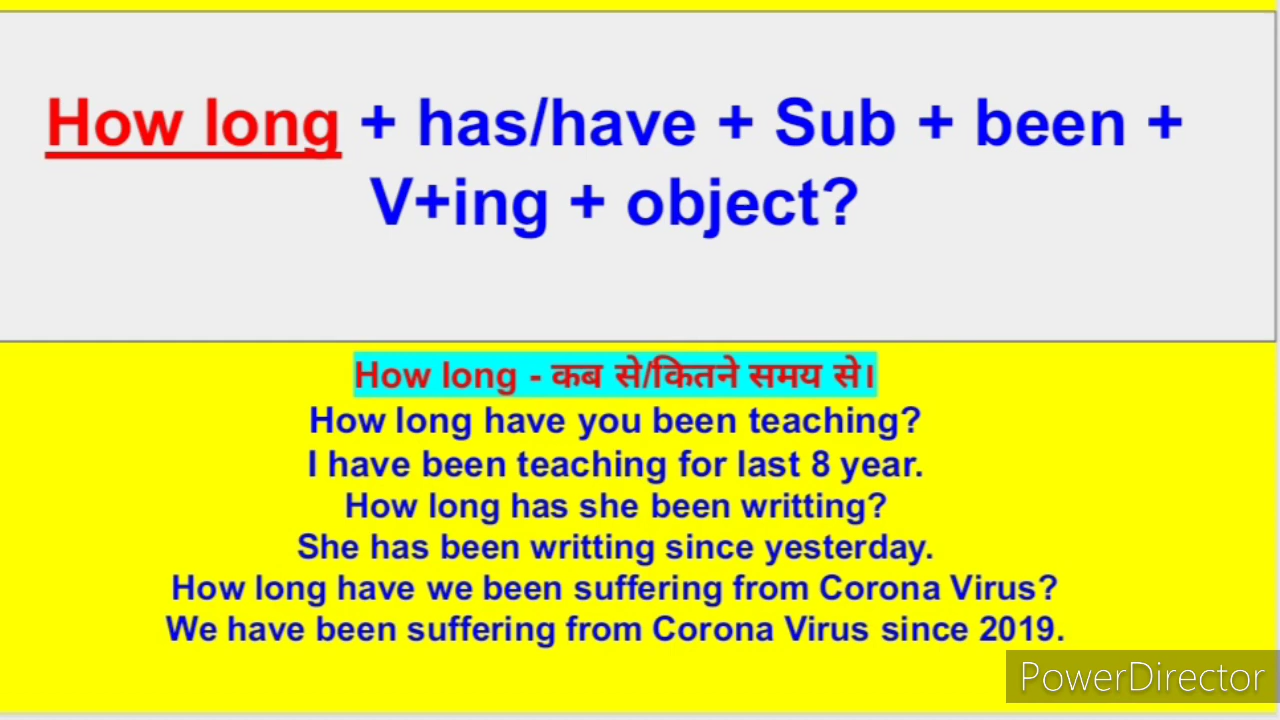 How long + has/have + Sub + been +
V+ing + object?
How long - कब से/कितने समय से।
How long have you been teaching?
I have been teaching for last 8 year.
How long has she been writting?
She has been writting since yesterday.
How long have we been suffering from Corona Virus?
We have been suffering from Corona Virus since 2019.
PowerDirector